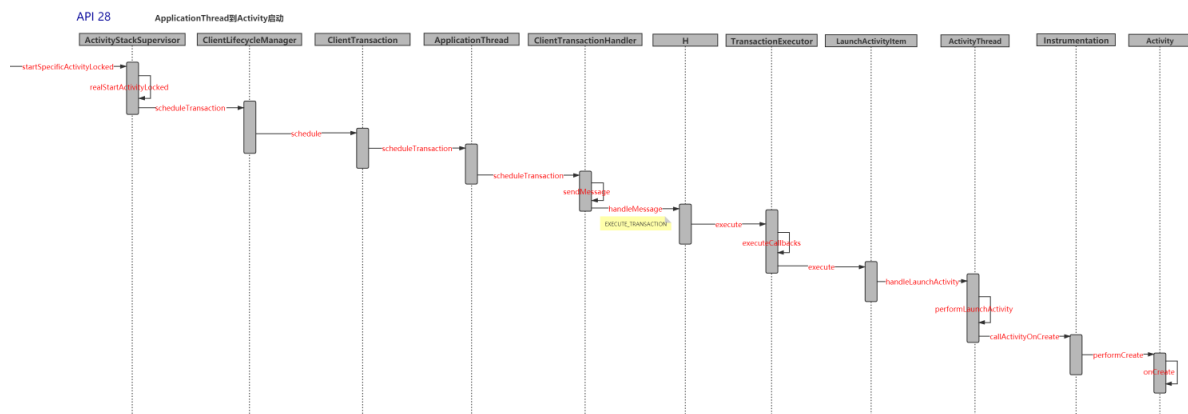 API 28
ApplicationThread到Activity启动
ActivityStackSupervisor
ClientLifecycleManager
ClientTransaction
ApplicationThread
ClientTransactionHandler
H
TransactionExecutor
LaunchActivityItem
ActivityThread
Instrumentation
Activity
startSpecificActivityLocked
realStartActivityLocked
scheduleTransaction
schedule
scheduleTransaction
scheduleTransaction
sendMessage
handleMessage
EXECUTE_TRANSACTION
execute
executeCallbacks
execute
handleLaunchActivity
performLaunchActivity
callActivityOnCreate
performCreate
onCreate